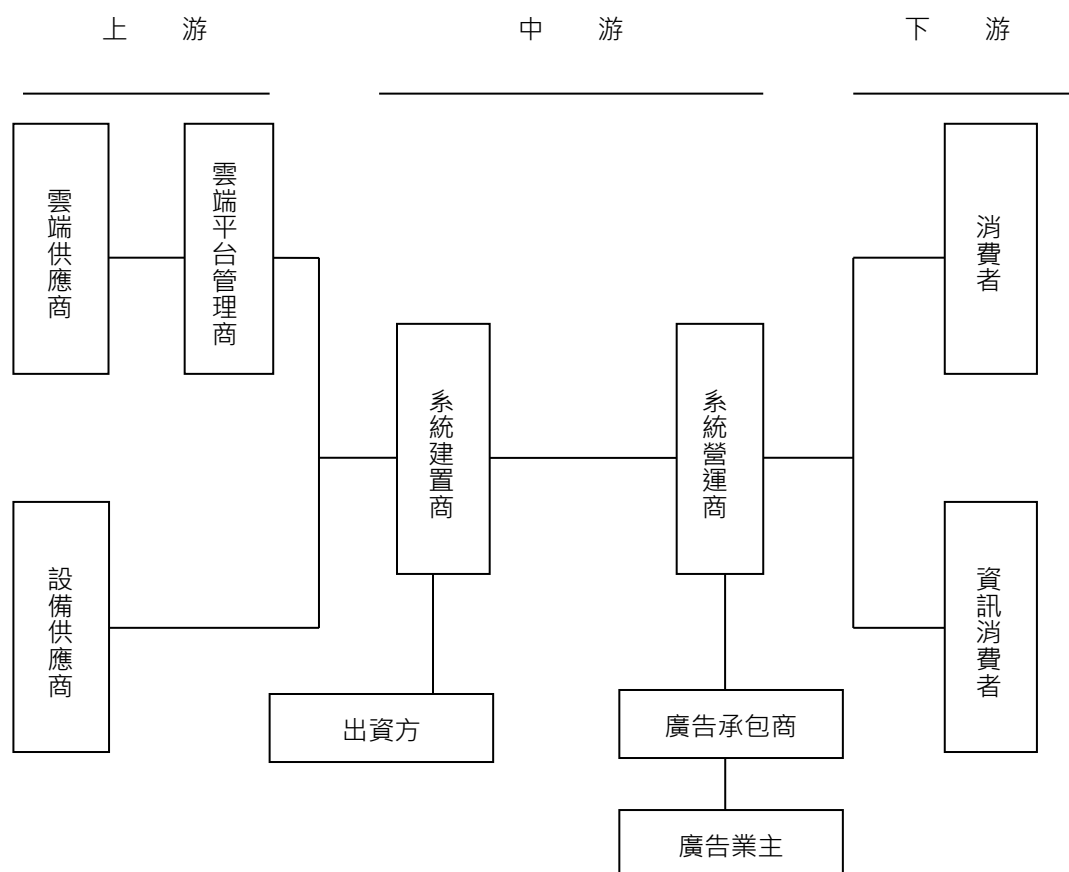 上游
中游
下游
雲端供應商
雲端平台管理商
設備供應商
系統建置商
系統營運商
出資方
廣告承包商
廣告業主
消費者
資訊消費者